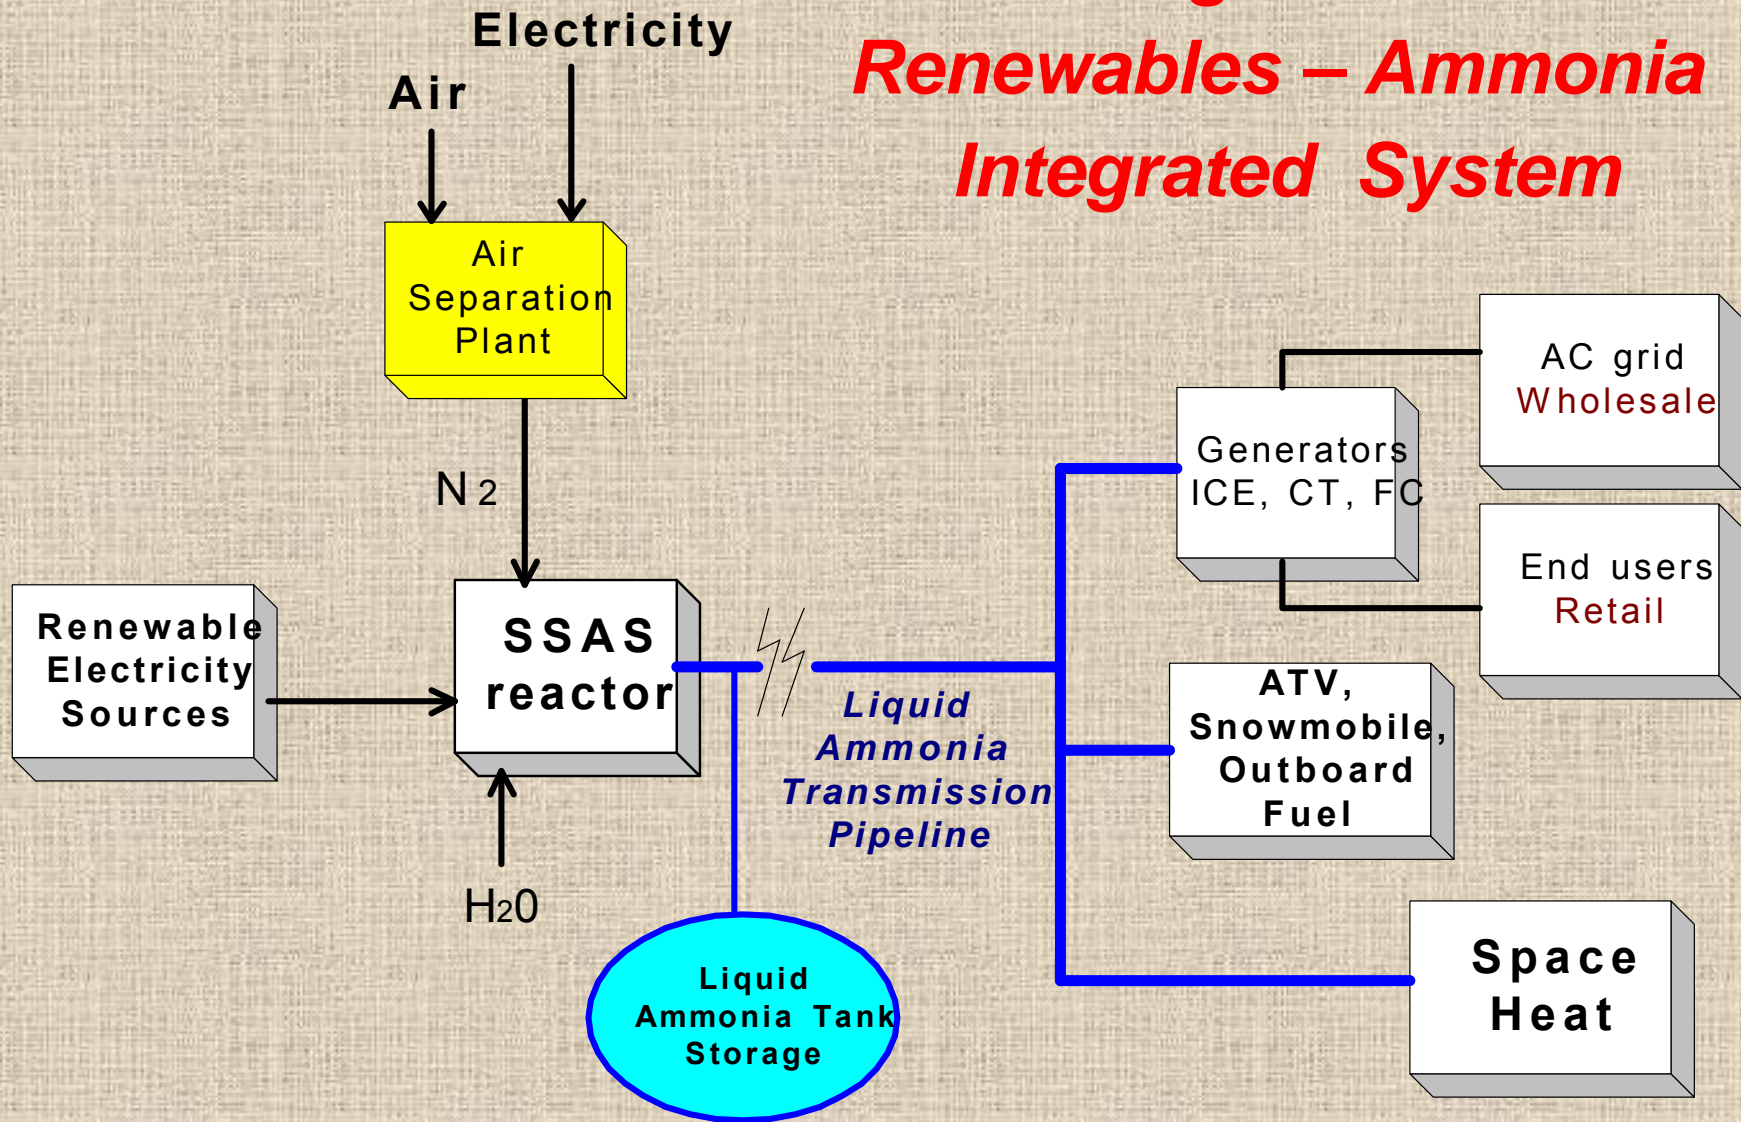 Electricity
Air
Renewables – Ammonia
Integrated System
Air
Separation
Plant
N2
Renewable
Electricity
Sources
SSAS
reactor
H20
Liquid
Ammonia
Transmission
Pipeline
Liquid
Ammonia Tank
Storage
Generators
ICE, CT, FC
AC grid
Wholesale
End users
Retail
ATV,
Snowmobile,
Outboard
Fuel
Space
Heat